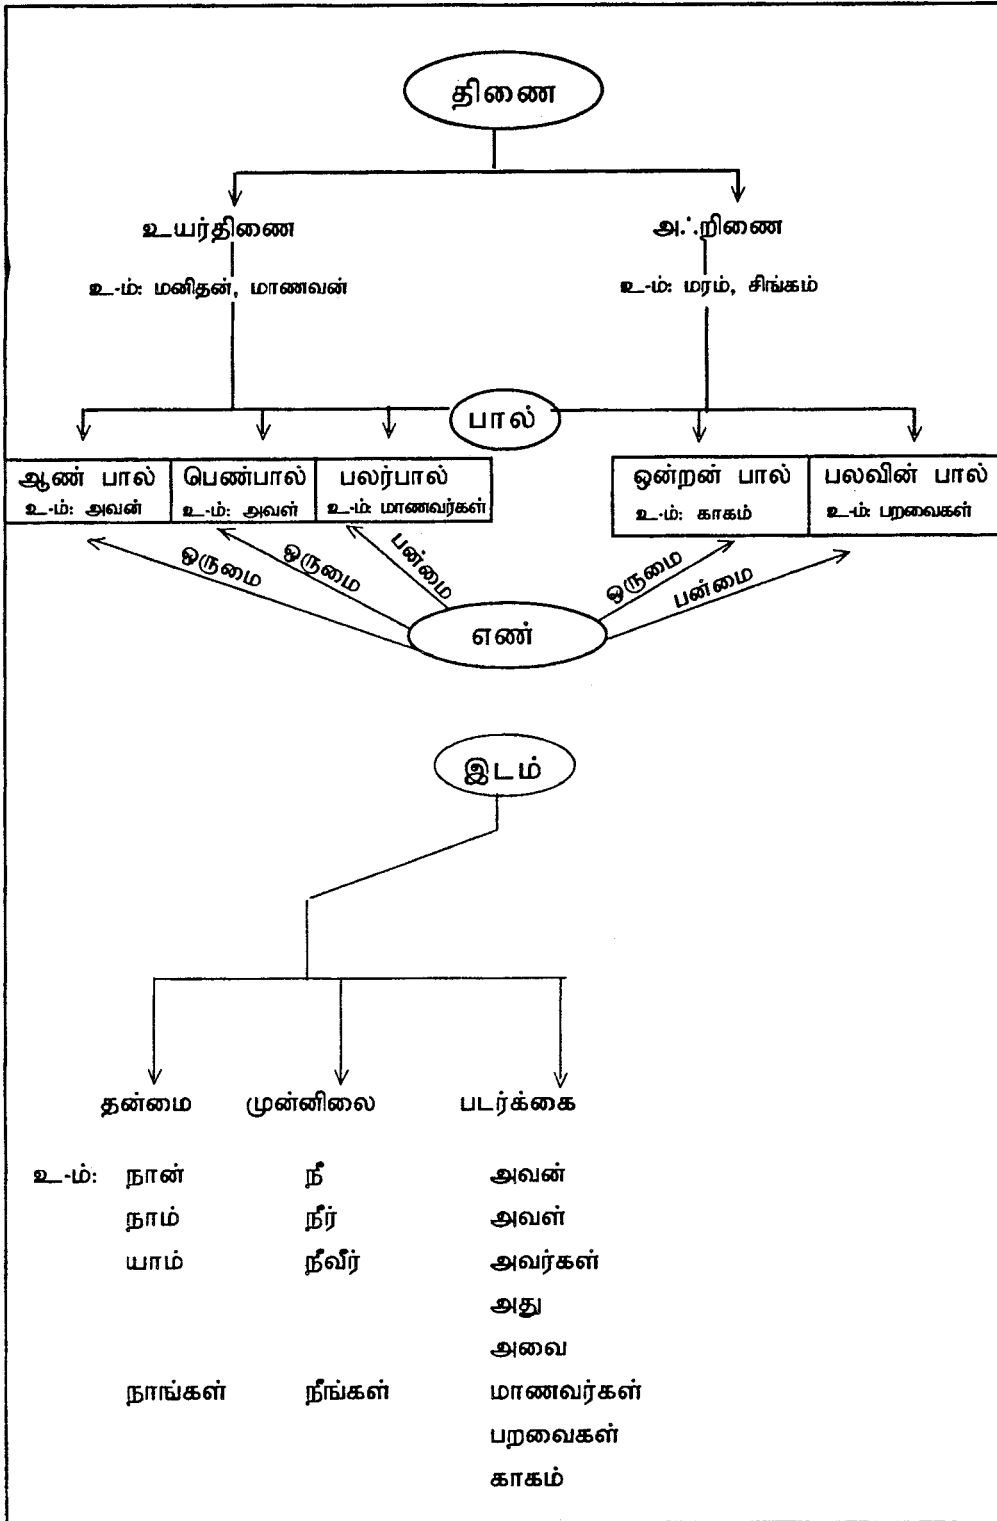 திணை
உயர்திணை அஃறிணை
உ-ம்: மனிதன், மாணவன் உ-ம்: மரம், சிங்கம்
பால்
ஆண் பால் பெண்பால் பலர்பால் ஒன்றன் பால் பலவின் பால்
உ-ம்: அவன் உ-ம்: அவள் உ-ம்: மாணவர்கள் உ-ம்: காகம் உ-ம்: பறவைகள்
ஒருமை ஒருமை பன்மை ஒருமை பன்மை
எண்
இடம்
தன்மை முன்னிலை படர்க்கை
உ-ம்: நான் நீ அவன்
நாம் நீர் அவள்
யாம் நீவீர் அவர்கள்
அது
அவை
நாங்கள் நீங்கள் மாணவர்கள்
பறவைகள்
காகம்